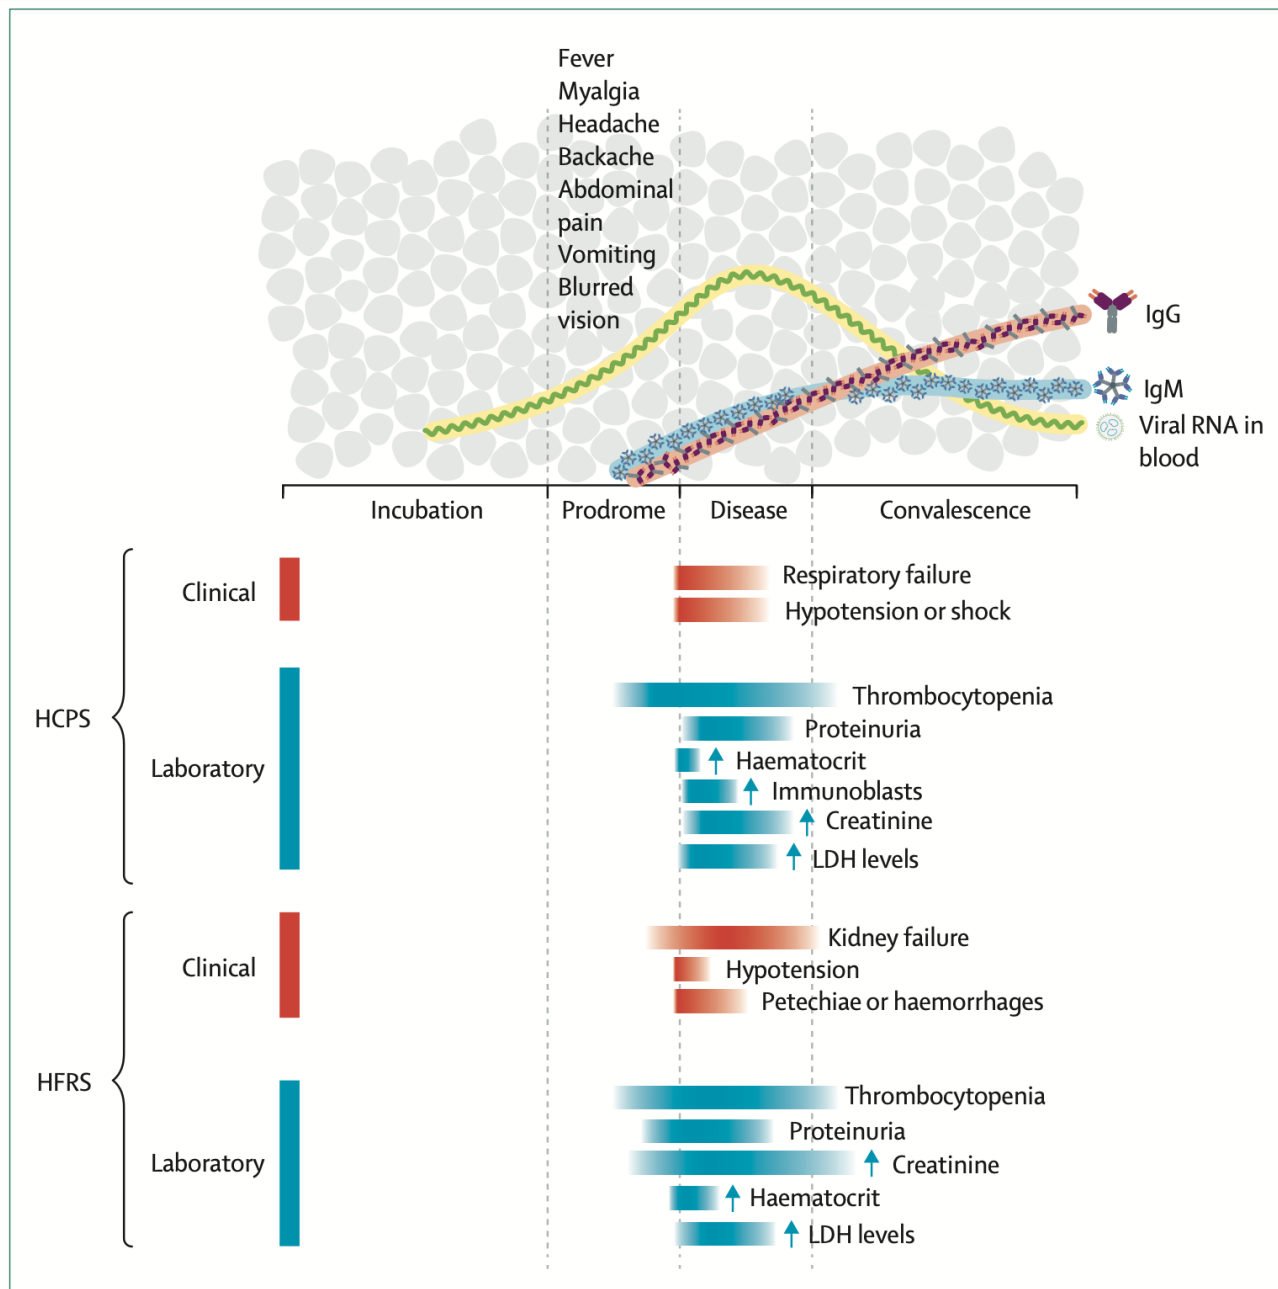 Fever
Myalgia
Headache
Backache
Abdominal
pain
Vomiting
Blurred
vision
IgG
IgM
Viral RNA in
blood
Incubation
Prodrome
Disease
Convalescence
HCPS
Clinical
Respiratory failure
Hypotension or shock
Laboratory
Thrombocytopenia
Proteinuria
↑ Haematocrit
↑ Immunoblasts
↑ Creatinine
↑ LDH levels
HFRS
Clinical
Kidney failure
Hypotension
Petechiae or haemorrhages
Laboratory
Thrombocytopenia
Proteinuria
↑ Creatinine
↑ Haematocrit
↑ LDH levels